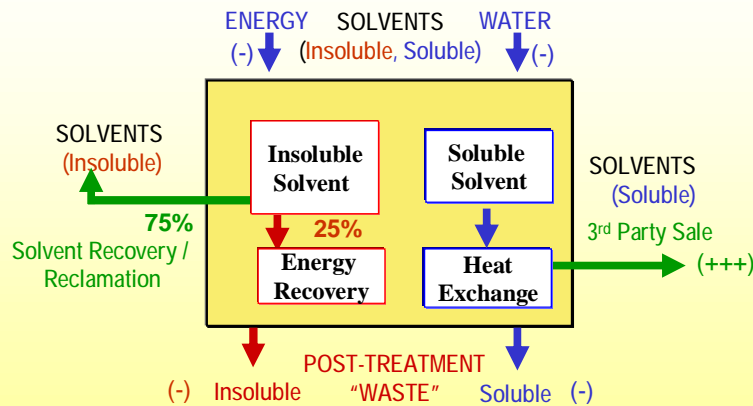 ENERGY SOLVENTS WATER
(-) (Insoluble, Soluble) (-)
SOLVENTS
(Insoluble)
Insoluble
Solvent
Soluble
Solvent
SOLVENTS
(Soluble)
75%
25%
Solvent Recovery /
Reclamation
Energy
Recovery
Heat
Exchange
3rd Party Sale
(+++)
POST-TREATMENT
(-) Insoluble "WASTE" Soluble (-)